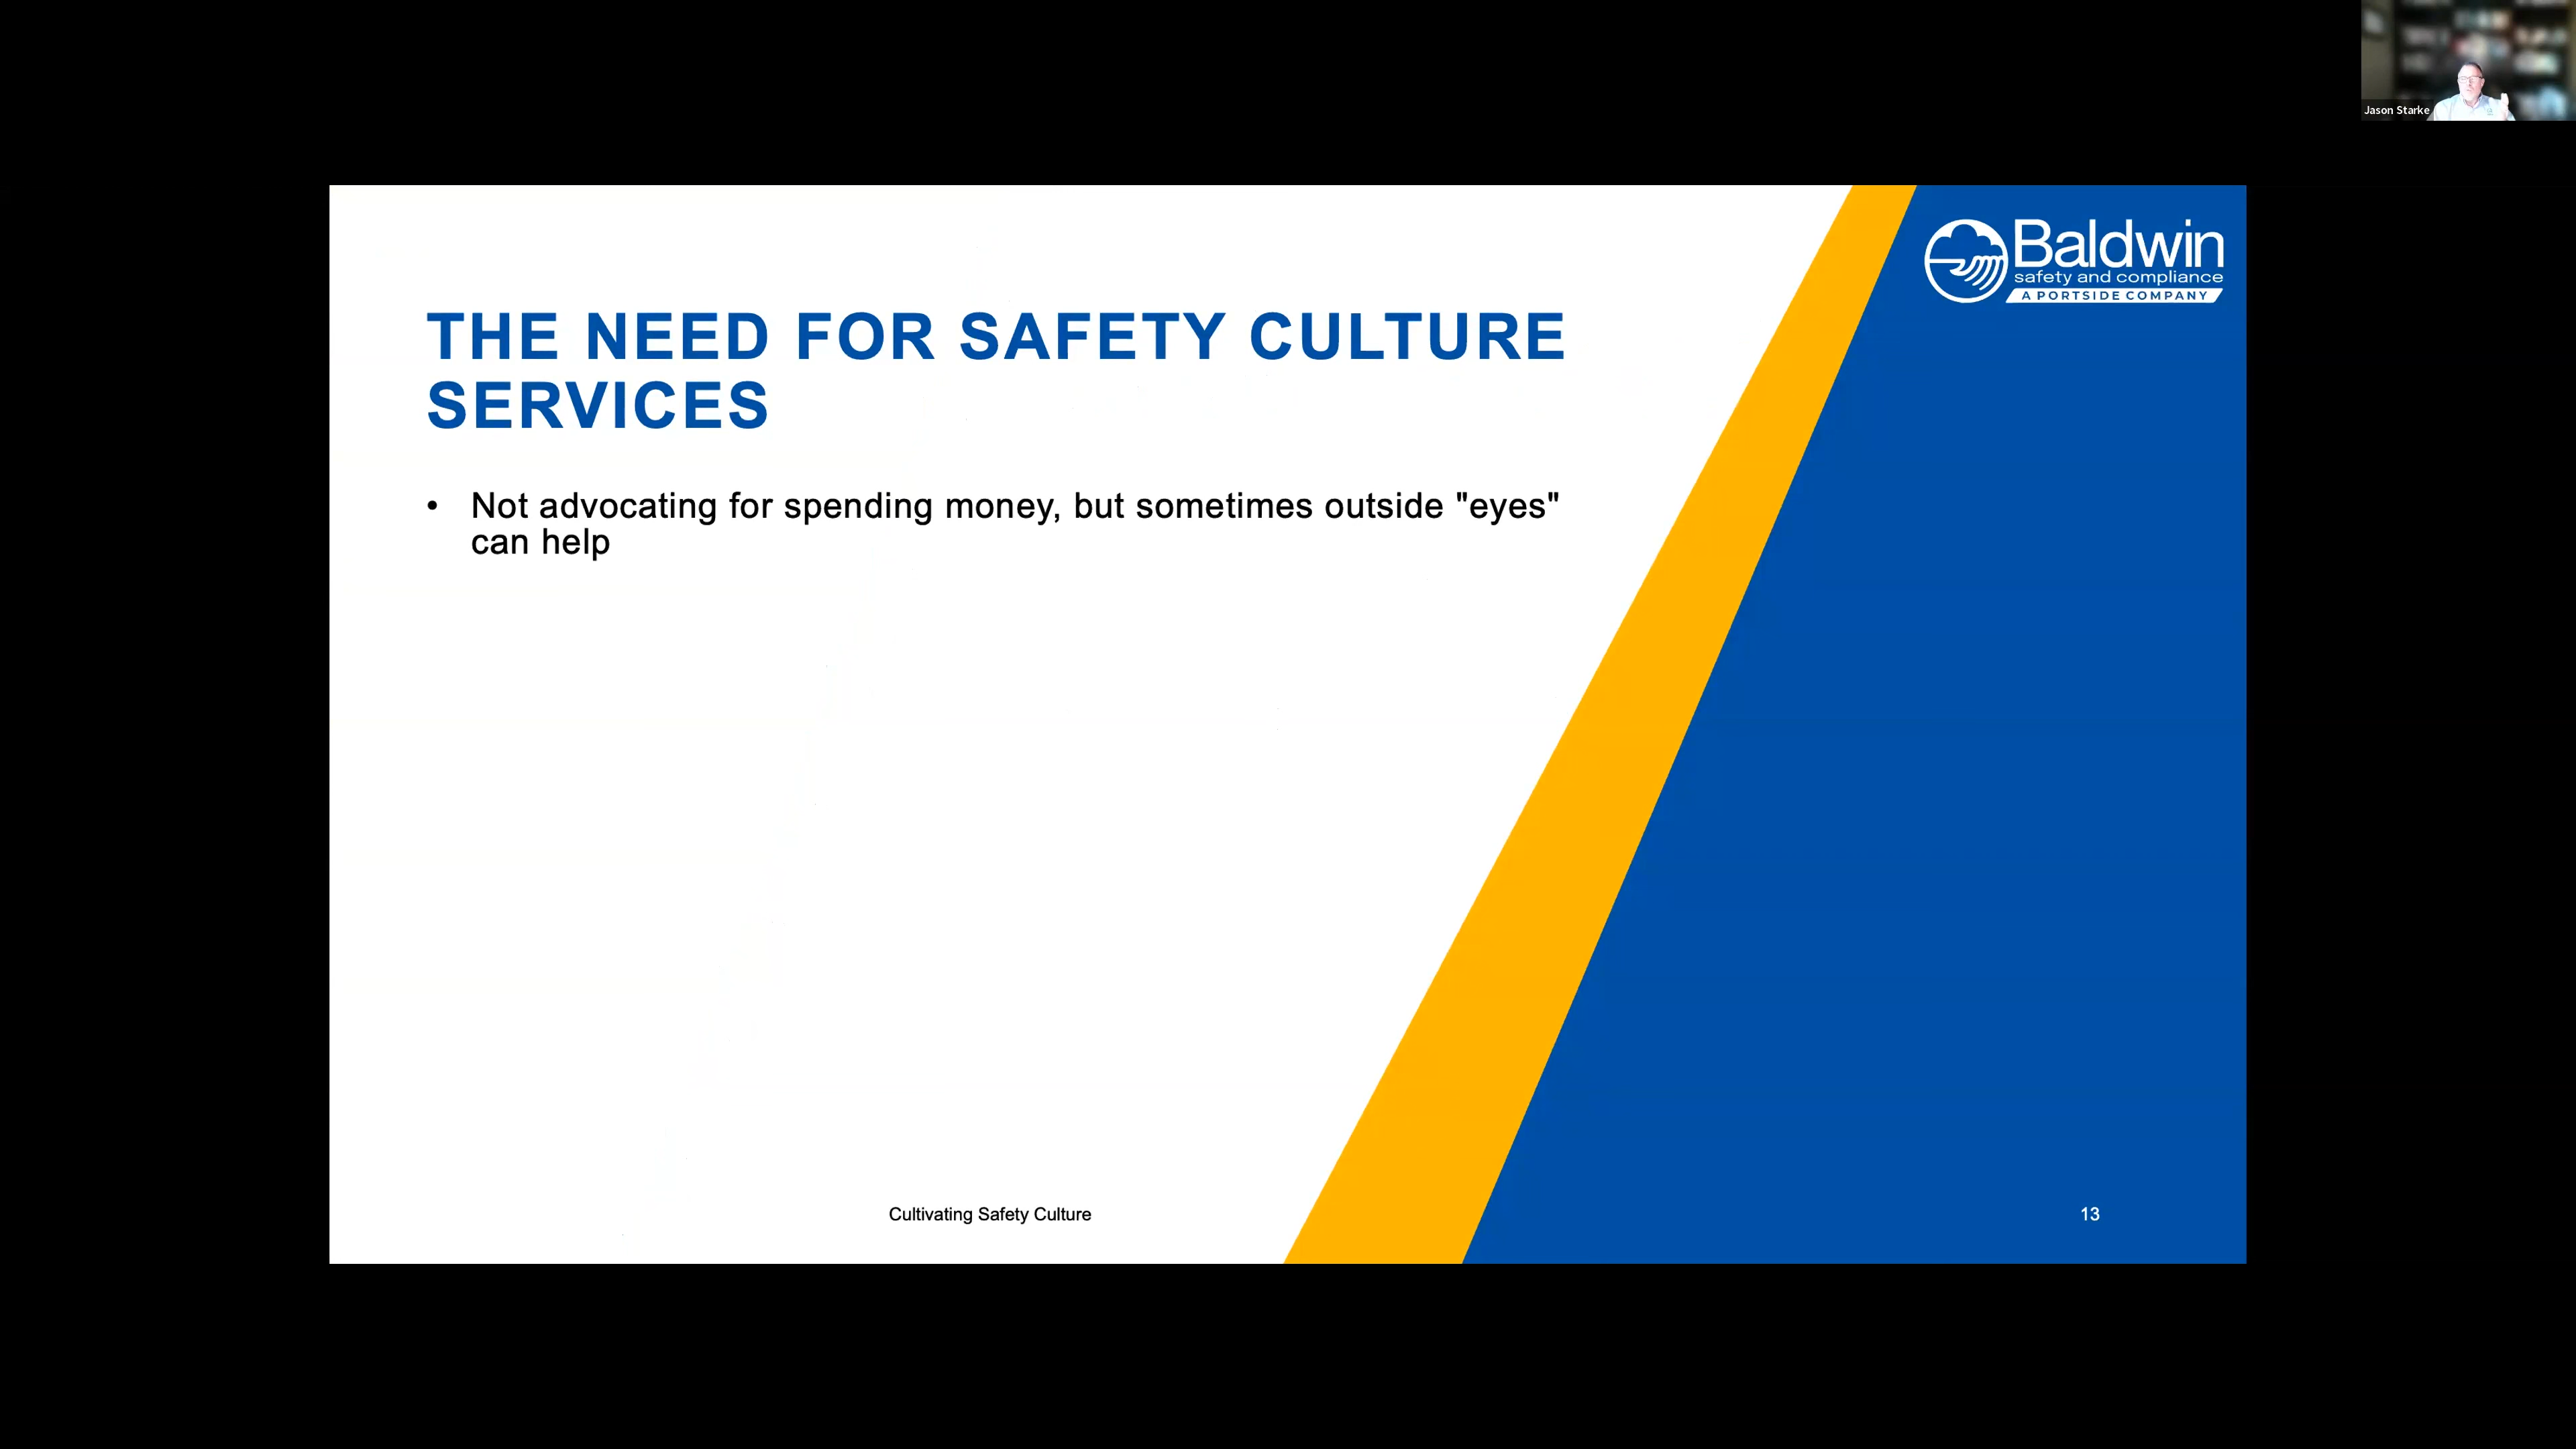 Jason Starke
Baldwin
safety and compliance
A PORTSIDE COMPANY
THE NEED FOR SAFETY CULTURE
SERVICES
• Not advocating for spending money, but sometimes outside "eyes"
can help
Cultivating Safety Culture
13